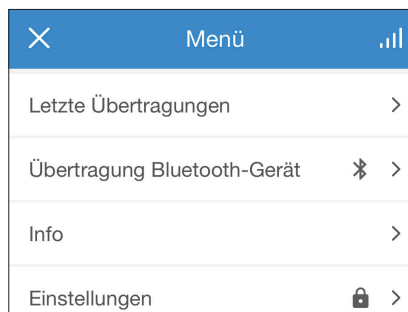 Menü
Letzte Übertragungen
Übertragung Bluetooth-Gerät
Info
Einstellungen